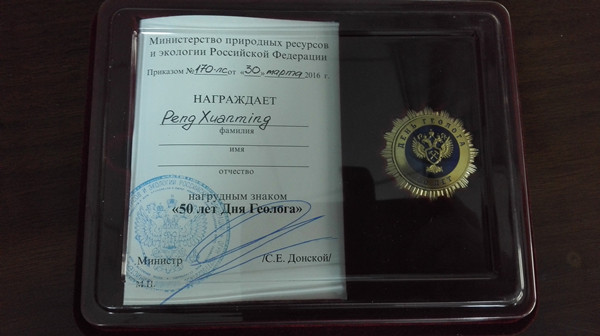 Министерство природных ресурсов
и экологии Российской Федерации
Приказом № 170-лс от «30» марта 2016 г.
НАГРАЖДАЕТ
Peng Xuanming
фамилия
имя
отчество
нагрудным знаком
«50 лет Дня Геолога»
Министр /С.Е. Донской/
М.П.
ДЕНЬ ГЕОЛОГА